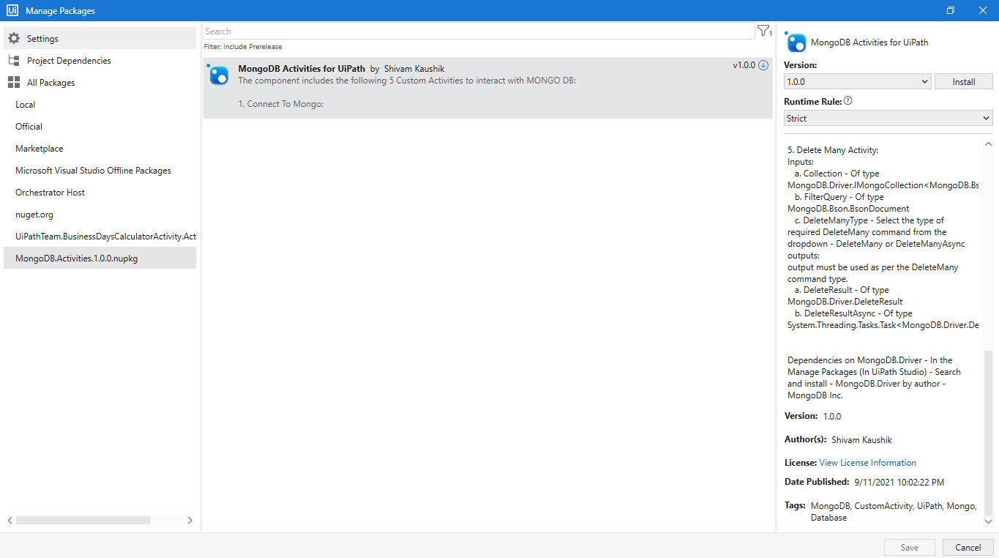 Ui Manage Packages
Settings
Project Dependencies
All Packages
Local
Official
Marketplace
Microsoft Visual Studio Offline Packages
Orchestrator Host
nuget.org
UiPathTeam.BusinessDaysCalculatorActivity.Act
MongoDB.Activities.1.0.0.nupkg
Search
1
Filter: Include Prerelease
MongoDB Activities for UiPath by Shivam Kaushik
v1.0.0
The component includes the following 5 Custom Activities to interact with MONGO DB:
1. Connect To Mongo:
MongoDB Activities for UiPath
Version:
1.0.0
Install
Runtime Rule: ?
Strict
5. Delete Many Activity:
Inputs:
a. Collection - Of type
MongoDB.Driver.IMongoCollection<MongoDB.Bs
b. FilterQuery - Of type
MongoDB.Bson.BsonDocument
c. DeleteManyType - Select the type of
required DeleteMany command from the
dropdown - DeleteMany or DeleteManyAsync
outputs:
output must be used as per the DeleteMany
command type.
a. DeleteResult - Of type
MongoDB.Driver.DeleteResult
b. DeleteResultAsync - Of type
System.Threading.Tasks.Task<MongoDB.Driver.De
Dependencies on MongoDB.Driver - In the
Manage Packages (In UiPath Studio) - Search
and install - MongoDB.Driver by author -
MongoDB Inc.
Version: 1.0.0
Author(s): Shivam Kaushik
License: View License Information
Date Published: 9/11/2021 10:02:22 PM
Tags: MongoDB, CustomActivity, UiPath, Mongo,
Database
Save
Cancel